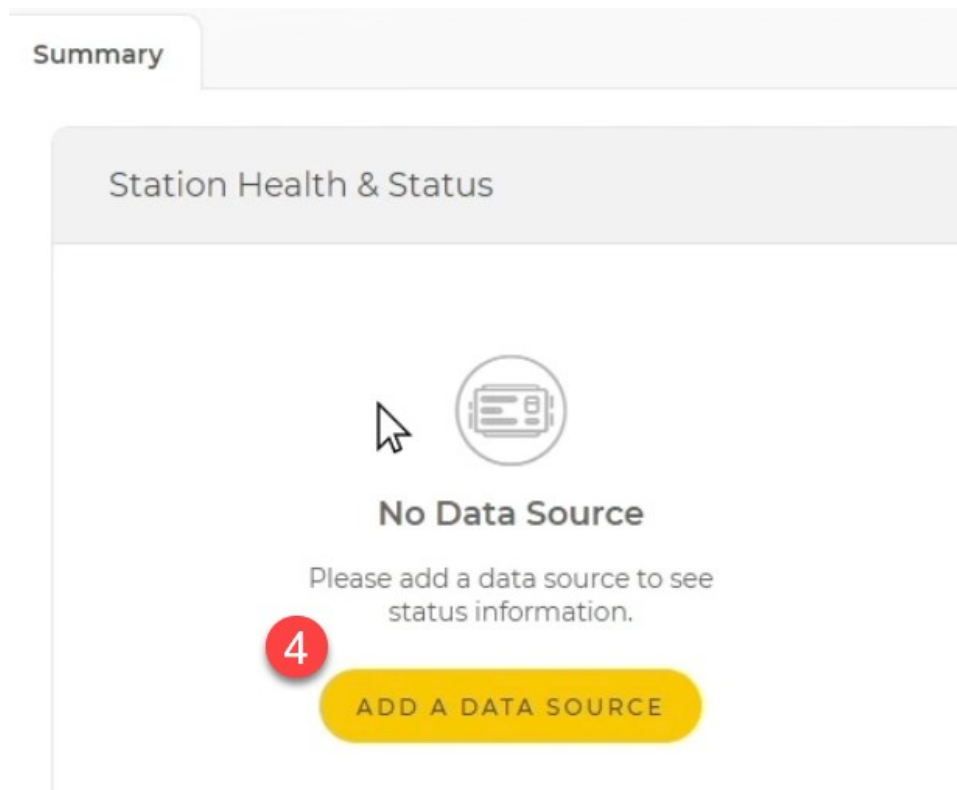 Summary
Station Health & Status
No Data Source
Please add a data source to see
status information.
4
ADD A DATA SOURCE